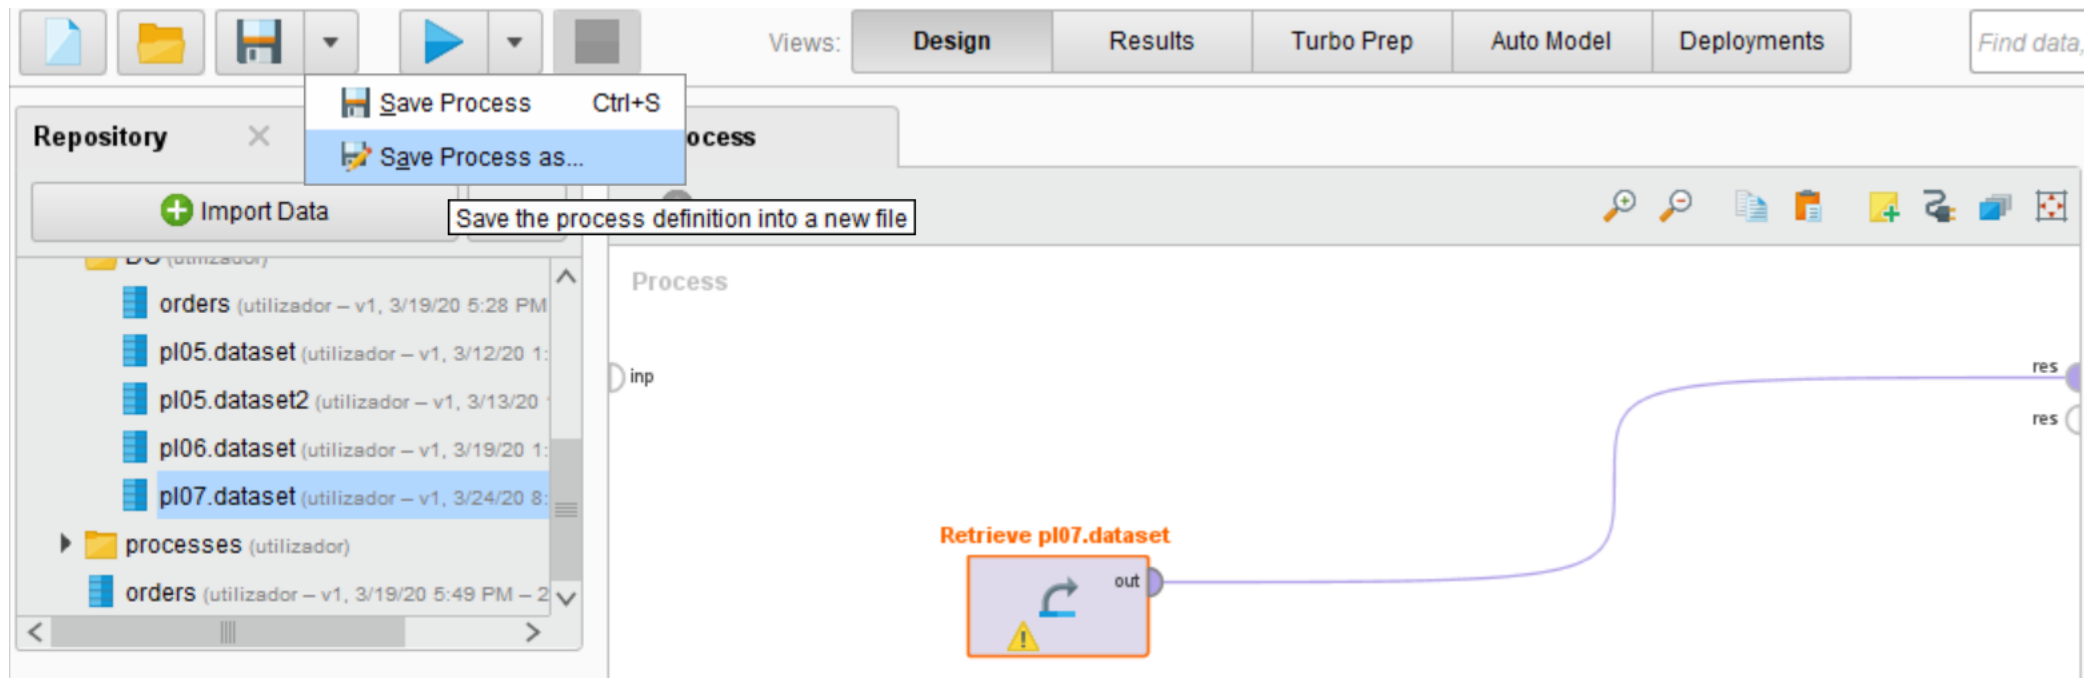 Views:
Design
Results
Turbo Prep
Auto Model
Deployments
Find data,
Save Process Ctrl+S
Save Process as...
Repository
ocess
Import Data
Save the process definition into a new file
(utilizador)
orders (utilizador – v1, 3/19/20 5:28 PM
pl05.dataset (utilizador – v1, 3/12/20 1:
pl05.dataset2 (utilizador – v1, 3/13/20
pl06.dataset (utilizador – v1, 3/19/20 1:
pl07.dataset (utilizador – v1, 3/24/20 8:
processes (utilizador)
orders (utilizador – v1, 3/19/20 5:49 PM – 2
Process
inp
res
res
Retrieve pl07.dataset
out